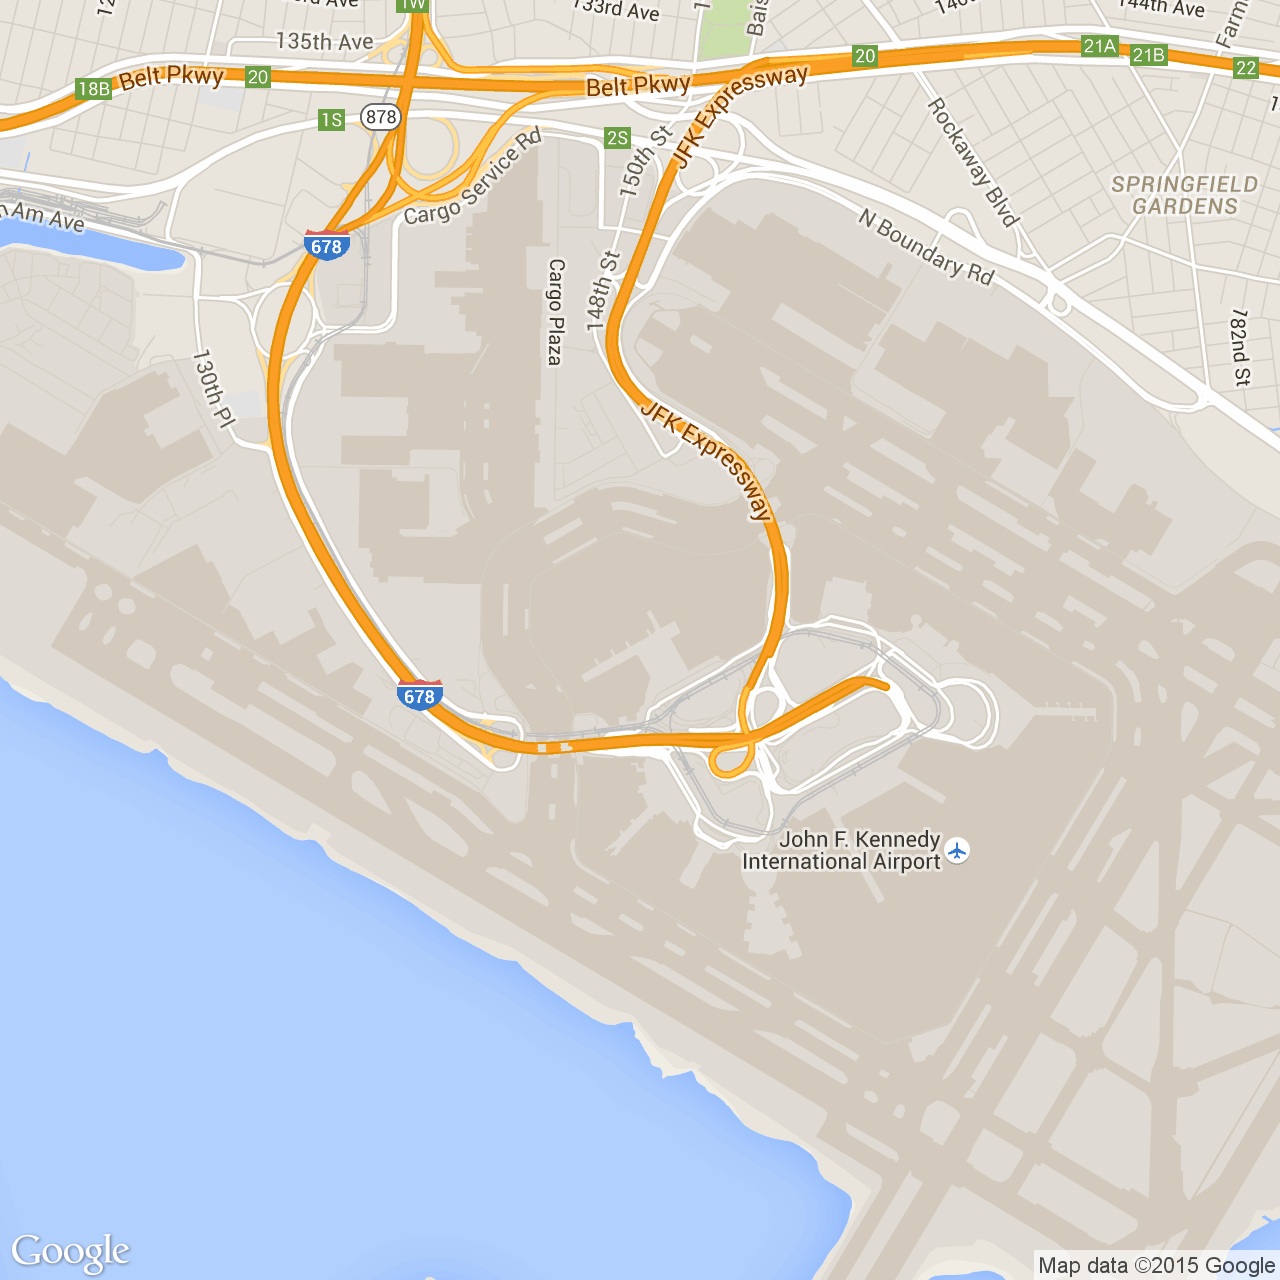 1W
133rd Ave
144th Ave
135th Ave
Belt Pkwy
20
18B
Belt Pkwy
JFK Expressway
20
21A
21B
22
1S
878
2S
150th St
Cargo Service Rd
Rockaway Blvd
SPRINGFIELD
GARDENS
N Boundary Rd
Am Ave
678
148th St
Cargo Plaza
782nd St
130th Pl
JFK Expressway
678
John F. Kennedy
International Airport
Google
Map data ©2015 Google